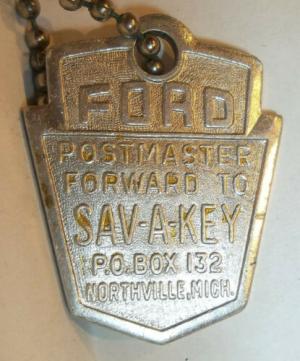 FORD
POSTMASTER
FORWARD TO
SAV-A-KEY
P.O. BOX 132
NORTHVILLE, MICH.